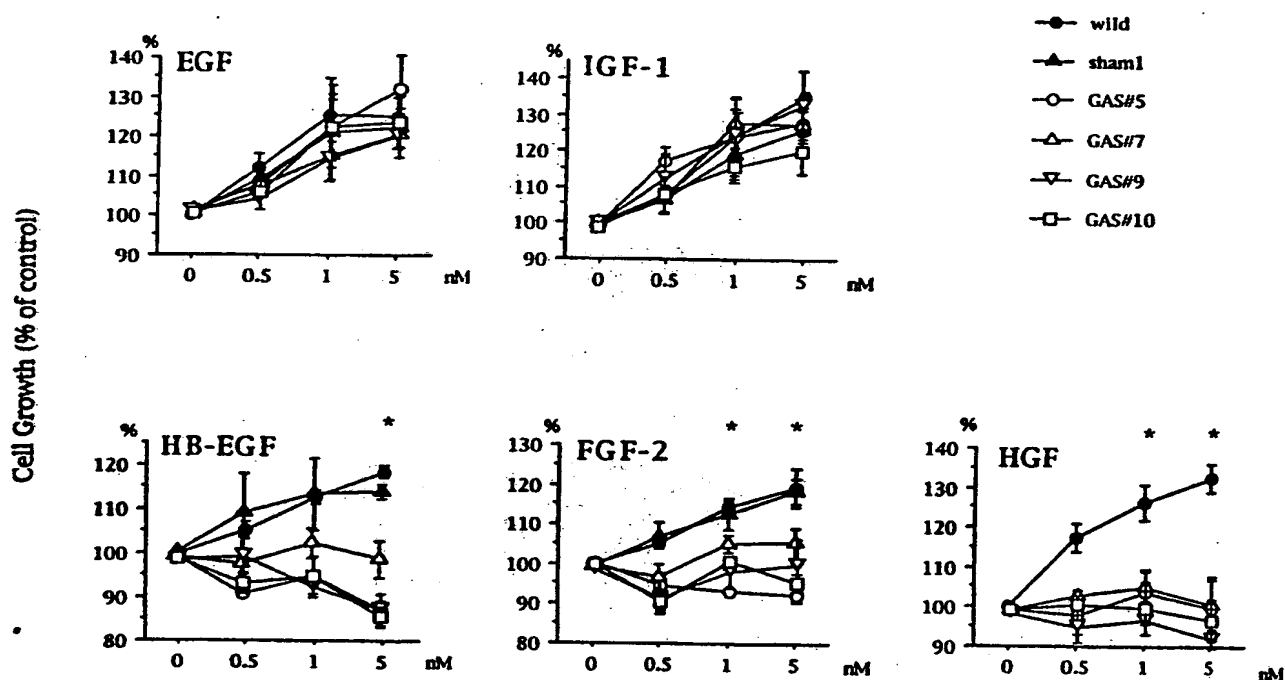 Cell Growth (% of control)
%
EGF
140
130
120
110
100
90
0 0.5 1 5 nM
%
IGF-1
140
130
120
110
100
90
0 0.5 1 5 nM
wild
sham1
GAS#5
GAS#7
GAS#9
GAS#10
%
HB-EGF
*
120
110
100
90
80
0 0.5 1 5 nM
%
FGF-2
* *
130
120
110
100
90
80
0 0.5 1 5 nM
%
HGF
* *
140
130
120
110
100
90
0 0.5 1 5 nM